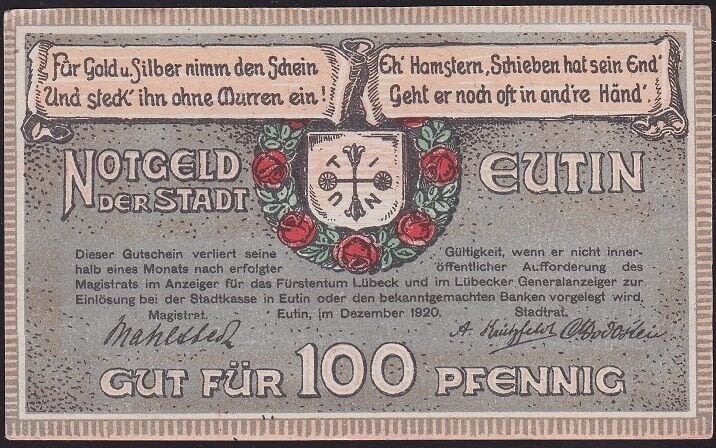 Für Gold u. Silber nimm den Schein
Und steck' ihn ohne Murren ein!
Eh' Hamstern, Schieben hat sein End'
Geht er noch oft in and're Händ'.
NOTGELD
DER STADT
EUTIN
UTIN
Dieser Gutschein verliert seine Gültigkeit, wenn er nicht inner-
halb eines Monats nach erfolgter öffentlicher Aufforderung des
Magistrats im Anzeiger für das Fürstentum Lübeck und im Lübecker Generalanzeiger zur
Einlösung bei der Stadtkasse in Eutin oder den bekanntgemachten Banken vorgelegt wird.
Magistrat. Eutin, im Dezember 1920. Stadtrat.
Mahlstedt
GUT FÜR 100 PFENNIG